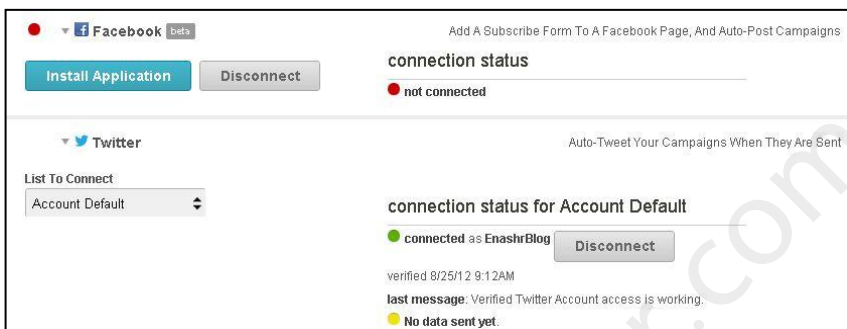 Facebook beta
Add A Subscribe Form To A Facebook Page, And Auto-Post Campaigns
Install Application Disconnect
connection status
not connected
Twitter
Auto-Tweet Your Campaigns When They Are Sent
List To Connect
Account Default
connection status for Account Default
connected as EnashrBlog Disconnect
verified 8/25/12 9:12AM
last message: Verified Twitter Account access is working.
No data sent yet.
r.com